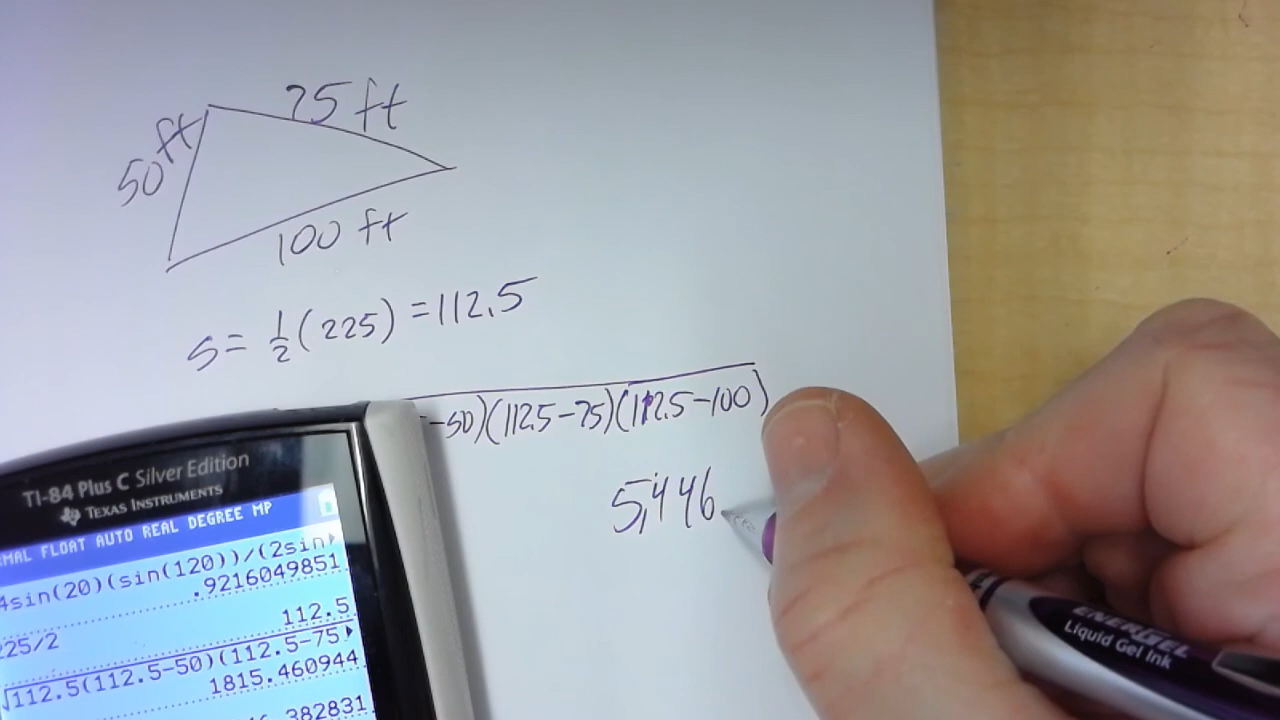 75 ft
50 ft
100 ft
s = 1/2 (225) = 112.5
-50)(112.5-75)(112.5-100)
5,446
TI-84 Plus C Silver Edition
TEXAS INSTRUMENTS
MAL FLOAT AUTO REAL DEGREE MP
4sin(20)(sin(120))/(2sin
.9216049851
225/2
112.5
√112.5(112.5-50)(112.5-75
1815.460944
6.382831
ENERGEL
Liquid Gel Ink